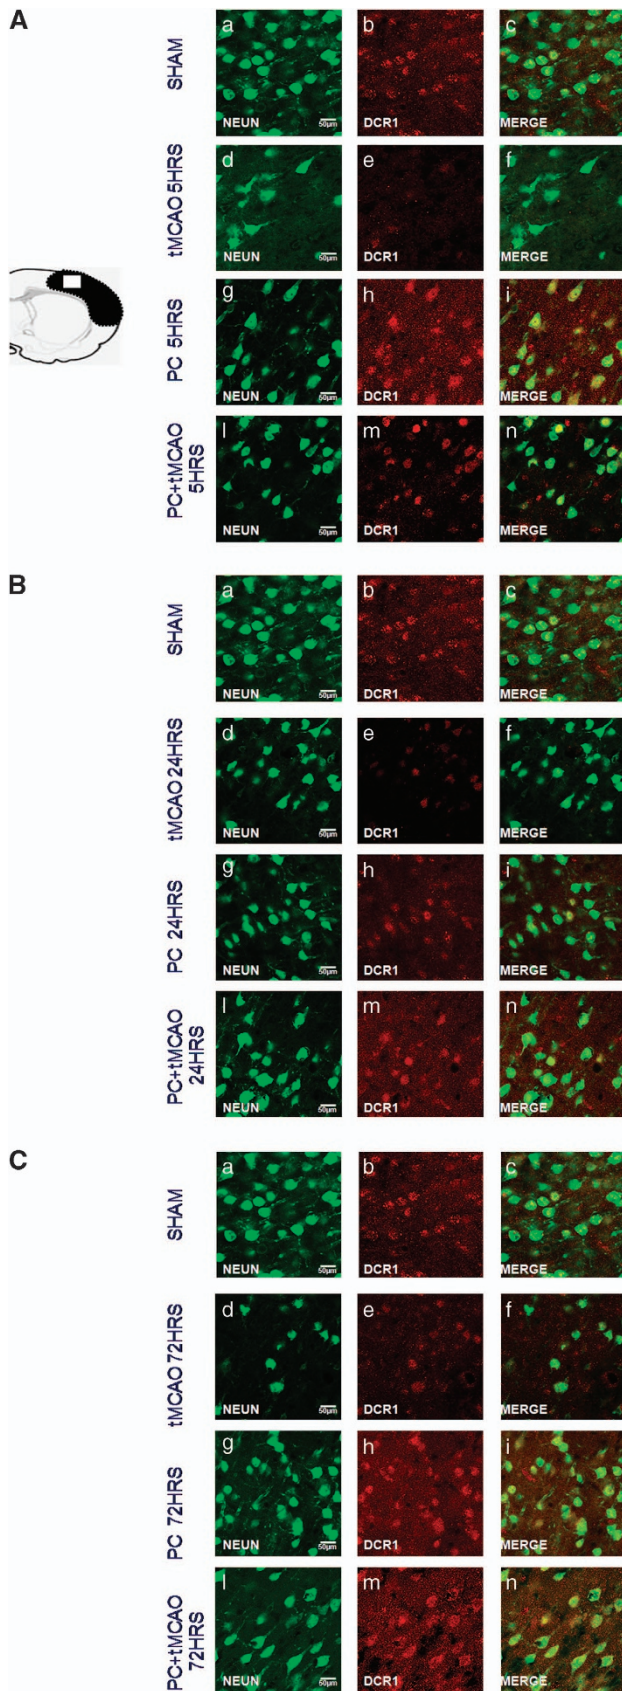 A
SHAM
a
NEUN
50µm
b
DCR1
c
MERGE
tMCAO 5HRS
d
NEUN
50µm
e
DCR1
f
MERGE
PC 5HRS
g
NEUN
50µm
h
DCR1
i
MERGE
PC+tMCAO
5HRS
l
NEUN
50µm
m
DCR1
n
MERGE
B
SHAM
a
NEUN
50µm
b
DCR1
c
MERGE
tMCAO 24HRS
d
NEUN
50µm
e
DCR1
f
MERGE
PC 24HRS
g
NEUN
50µm
h
DCR1
i
MERGE
PC+tMCAO
24HRS
l
NEUN
50µm
m
DCR1
n
MERGE
C
SHAM
a
NEUN
50µm
b
DCR1
c
MERGE
tMCAO 72HRS
d
NEUN
50µm
e
DCR1
f
MERGE
PC 72HRS
g
NEUN
50µm
h
DCR1
i
MERGE
PC+tMCAO
72HRS
l
NEUN
50µm
m
DCR1
n
MERGE